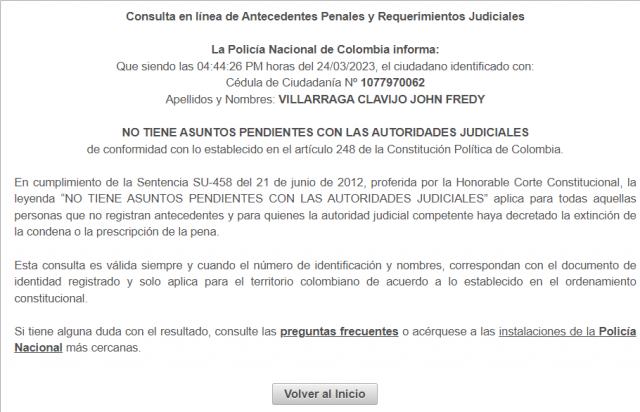 Consulta en línea de Antecedentes Penales y Requerimientos Judiciales
La Policía Nacional de Colombia informa:
Que siendo las 04:44:26 PM horas del 24/03/2023, el ciudadano identificado con:
Cédula de Ciudadanía Nº 1077970062
Apellidos y Nombres: VILLARRAGA CLAVIJO JOHN FREDY
NO TIENE ASUNTOS PENDIENTES CON LAS AUTORIDADES JUDICIALES
de conformidad con lo establecido en el artículo 248 de la Constitución Política de Colombia.
En cumplimiento de la Sentencia SU-458 del 21 de junio de 2012, proferida por la Honorable Corte Constitucional, la
leyenda “NO TIENE ASUNTOS PENDIENTES CON LAS AUTORIDADES JUDICIALES” aplica para todas aquellas
personas que no registran antecedentes y para quienes la autoridad judicial competente haya decretado la extinción de
la condena o la prescripción de la pena.
Esta consulta es válida siempre y cuando el número de identificación y nombres, correspondan con el documento de
identidad registrado y solo aplica para el territorio colombiano de acuerdo a lo establecido en el ordenamiento
constitucional.
Si tiene alguna duda con el resultado, consulte las preguntas frecuentes o acérquese a las instalaciones de la Policía
Nacional más cercanas.
Volver al Inicio